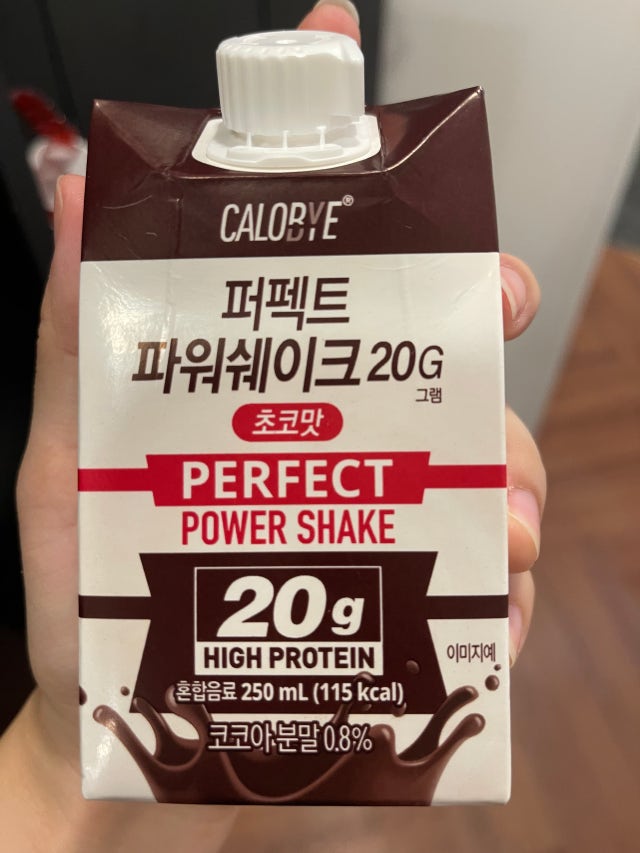 CALOBYE®
퍼펙트
파워쉐이크 20G
그램
초코맛
PERFECT
POWER SHAKE
20g
HIGH PROTEIN
이미지예
혼합음료 250 mL (115 kcal)
코코아분말 0.8%